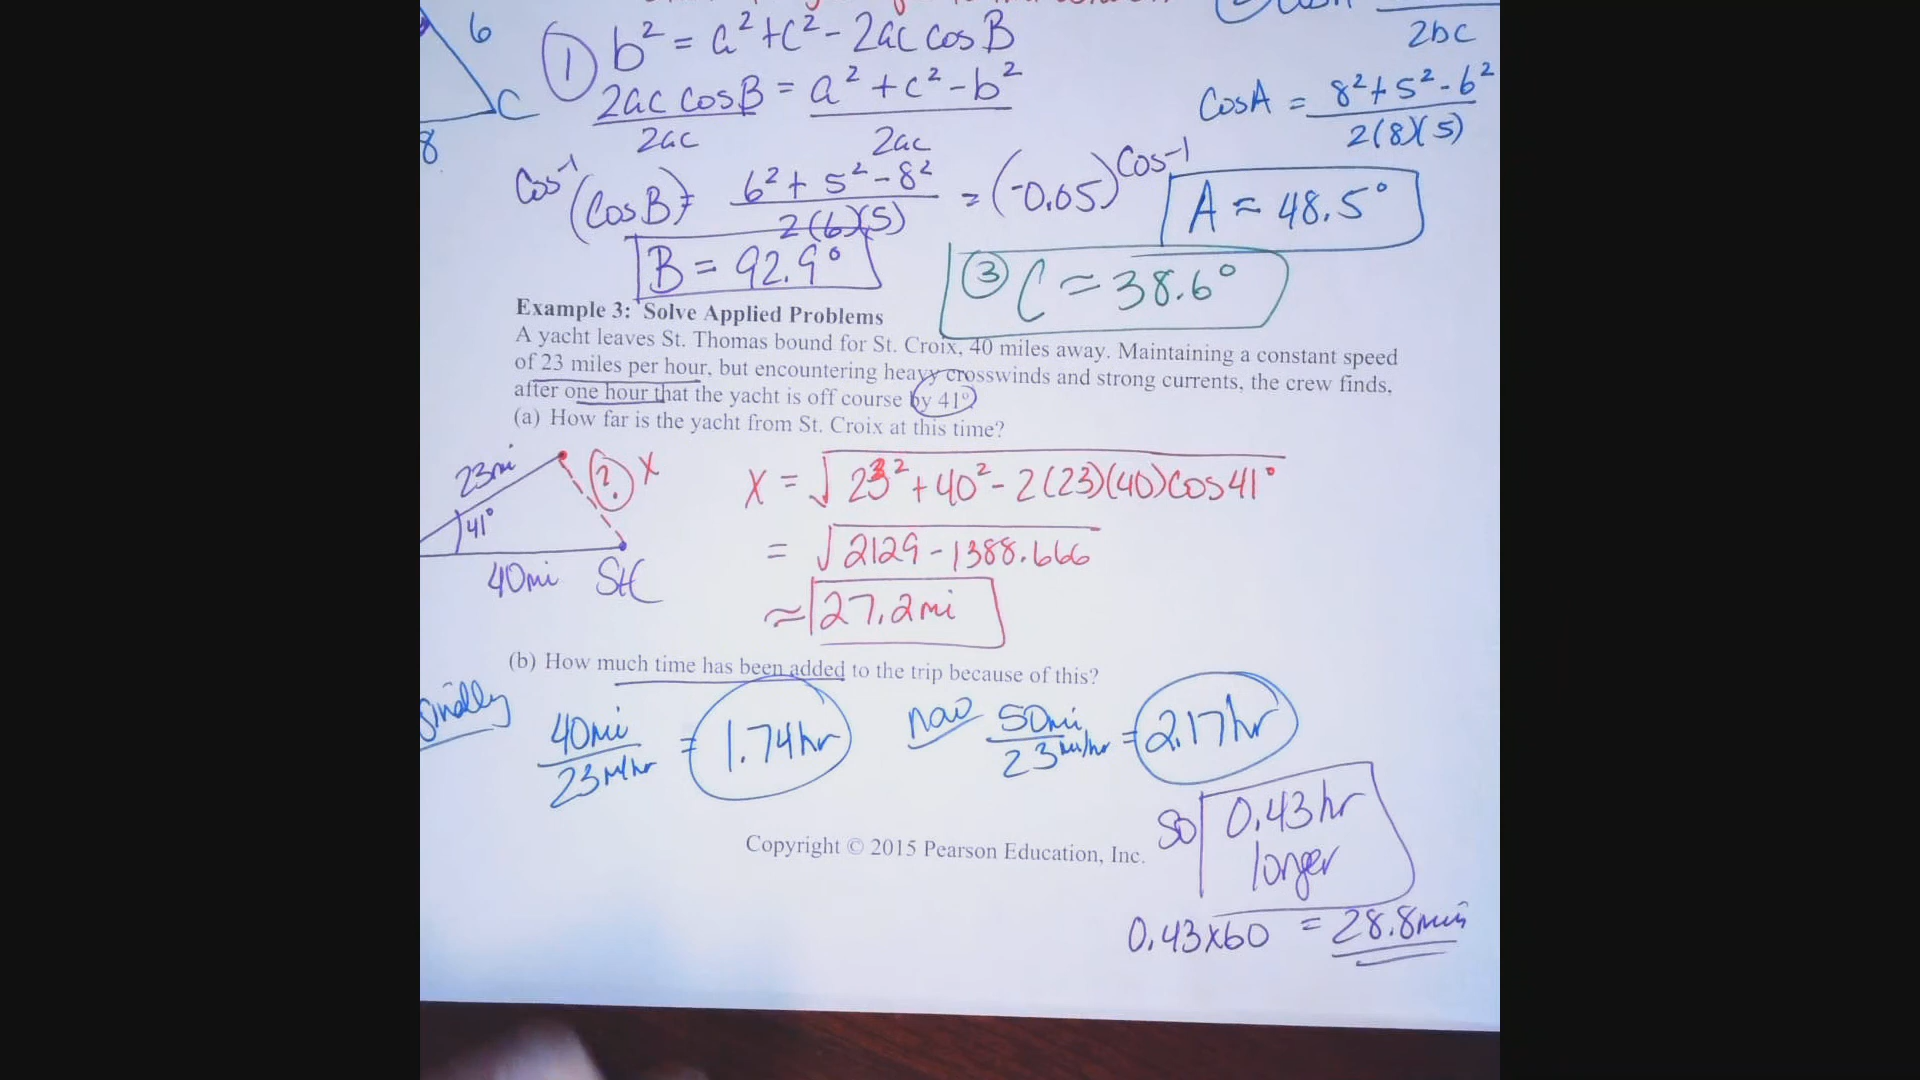 6
① b² = a² + c² - 2ac cos B
2ac cosB = a² + c² - b²
2ac 2ac
8 C
cos⁻¹ (cosB) = 6² + 5² - 8² / 2(6)(5) = (-0.05) cos⁻¹
B = 92.9°
2bc
CosA = 8² + 5² - 6² / 2(8)(5)
A ≈ 48.5°
③ C ≈ 38.6°
Example 3: Solve Applied Problems
A yacht leaves St. Thomas bound for St. Croix, 40 miles away. Maintaining a constant speed
of 23 miles per hour, but encountering heavy crosswinds and strong currents, the crew finds,
after one hour that the yacht is off course by 41°.
(a) How far is the yacht from St. Croix at this time?
23mi ? x
41°
40mi StC
x = √23² + 40² - 2(23)(40)cos41°
= √2129 - 1388.666
≈ 27.2mi
(b) How much time has been added to the trip because of this?
40mi / 23mi/hr = 1.74hr
now 50mi / 23mi/hr = 2.17hr
so 0.43hr
longer
Copyright © 2015 Pearson Education, Inc.
0.43x60 = 28.8min